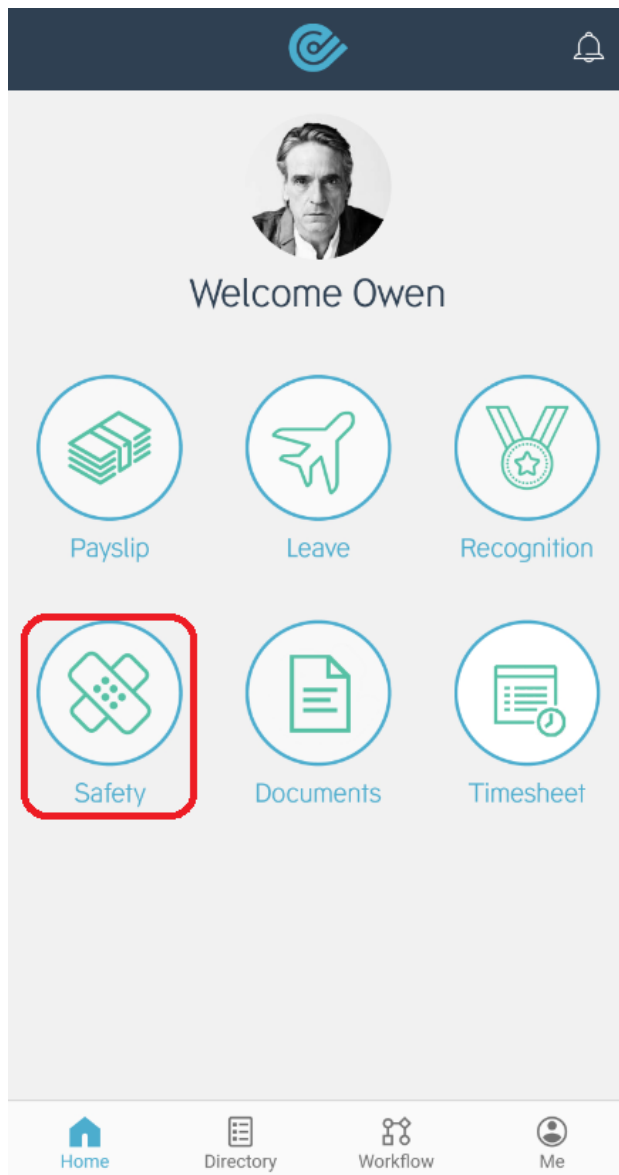 Welcome Owen
Payslip
Leave
Recognition
Safety
Documents
Timesheet
Home
Directory
Workflow
Me